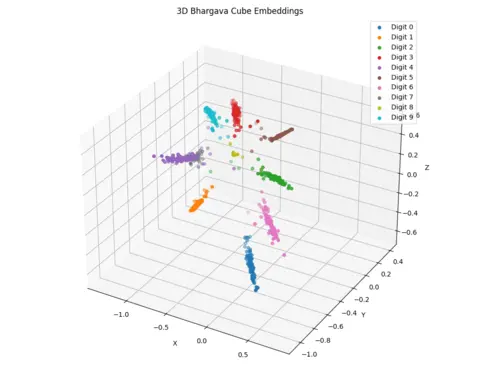 3D Bhargava Cube Embeddings
Digit 0
Digit 1
Digit 2
Digit 3
Digit 4
Digit 5
Digit 6
Digit 7
Digit 8
Digit 9
6
0.4
0.2
0.0
−0.2
−0.4
−0.6
Z
0.4
0.2
0.0
−0.2
−0.4
−0.6
−0.8
−1.0
Y
−1.0
−0.5
0.0
0.5
X